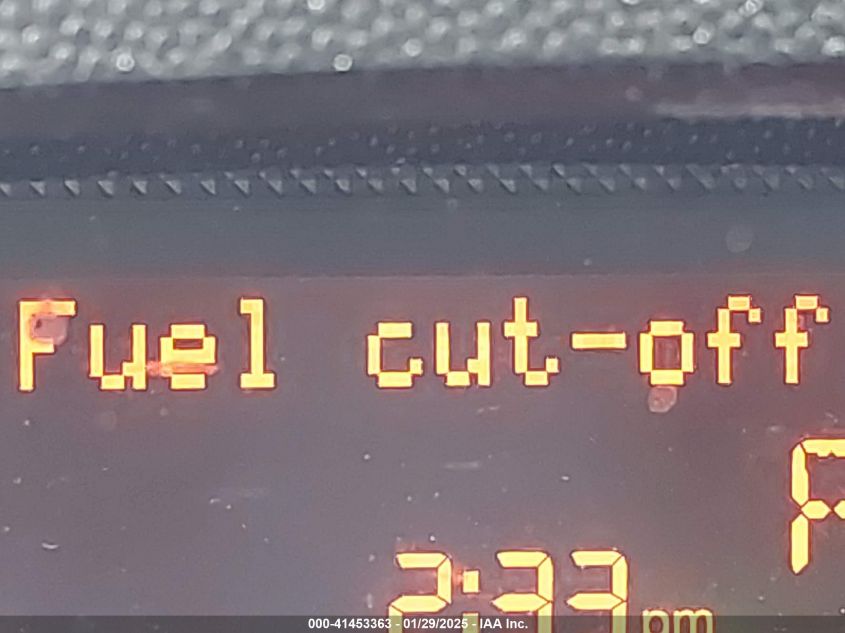 Fuel cut-off
P
2:33 pm
000-41453363 - 01/29/2025 - IAA Inc.